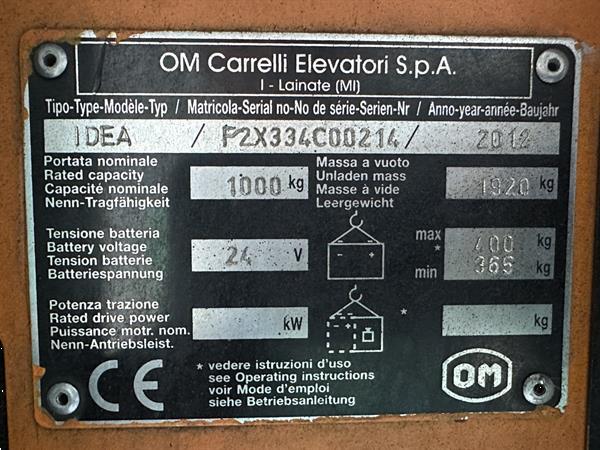 OM Carrelli Elevatori S.p.A.
I - Lainate (MI)
Tipo-Type-Modèle-Typ / Matricola-Serial no-No de série-Serien-Nr / Anno-year-année-Baujahr
IDEA / F2X334C00214 / 2012
Portata nominale
Rated capacity
Capacité nominale
Nenn-Tragfähigkeit
1000 kg
Massa a vuoto
Unladen mass
Masse à vide
Leergewicht
1920 kg
Tensione batteria
Battery voltage
Tension batterie
Batteriespannung
24 V
max 400 kg
*
min 365 kg
Potenza trazione
Rated drive power
Puissance motr. nom.
Nenn-Antriebsleist.
kW
* kg
CE
* vedere istruzioni d'uso
see Operating instructions
voir Mode d'emploi
siehe Betriebsanleitung
OM